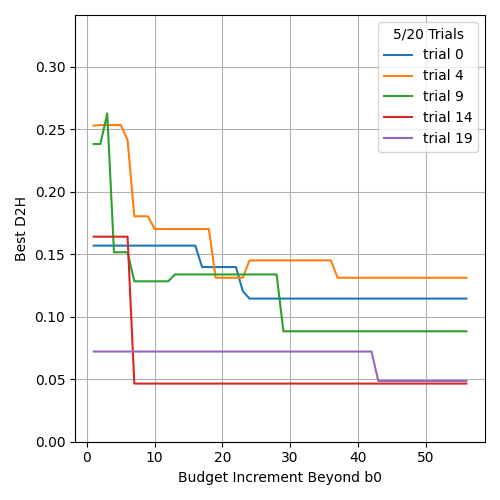 5/20 Trials
trial 0
trial 4
trial 9
trial 14
trial 19
Best D2H
0.30
0.25
0.20
0.15
0.10
0.05
0.00
0 10 20 30 40 50
Budget Increment Beyond b0